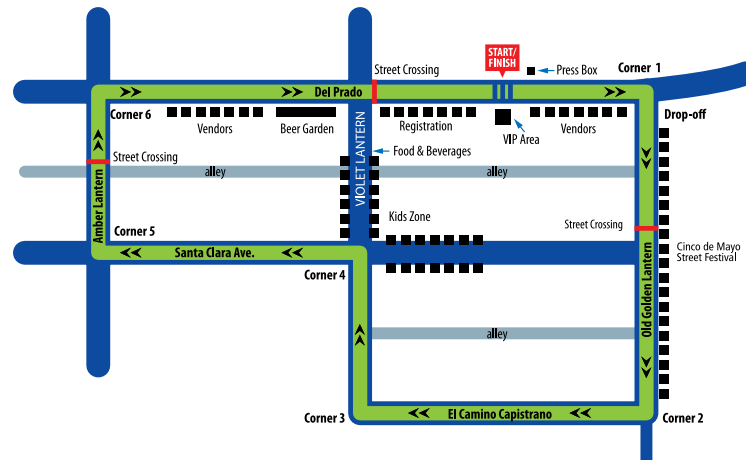 START/
FINISH
Street Crossing
Press Box
Corner 1
Del Prado
Corner 6
Vendors
Beer Garden
Registration
VIP Area
Vendors
Drop-off
VIOLET LANTERN
Food & Beverages
Street Crossing
alley
alley
Amber Lantern
Kids Zone
Street Crossing
Corner 5
Santa Clara Ave.
Corner 4
Cinco de Mayo
Street Festival
Old Golden Lantern
alley
Corner 3
El Camino Capistrano
Corner 2